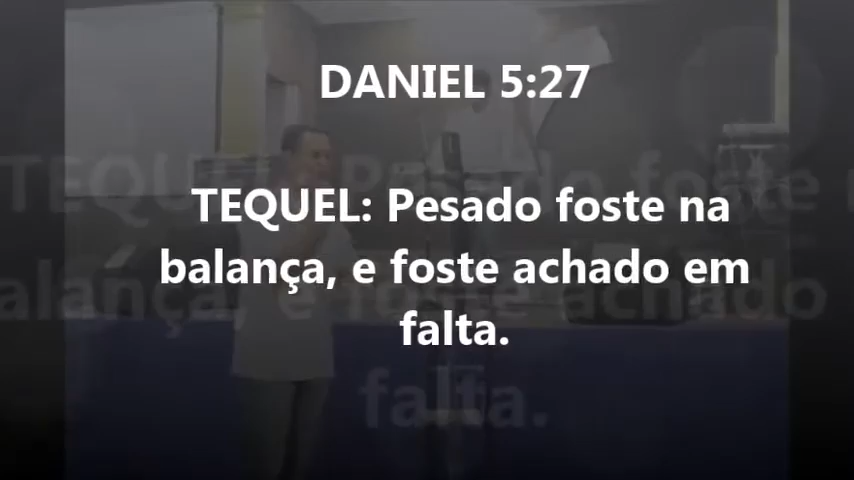 DANIEL 5:27
TEQUEL: Pesado foste na
balança, e foste achado em
falta.